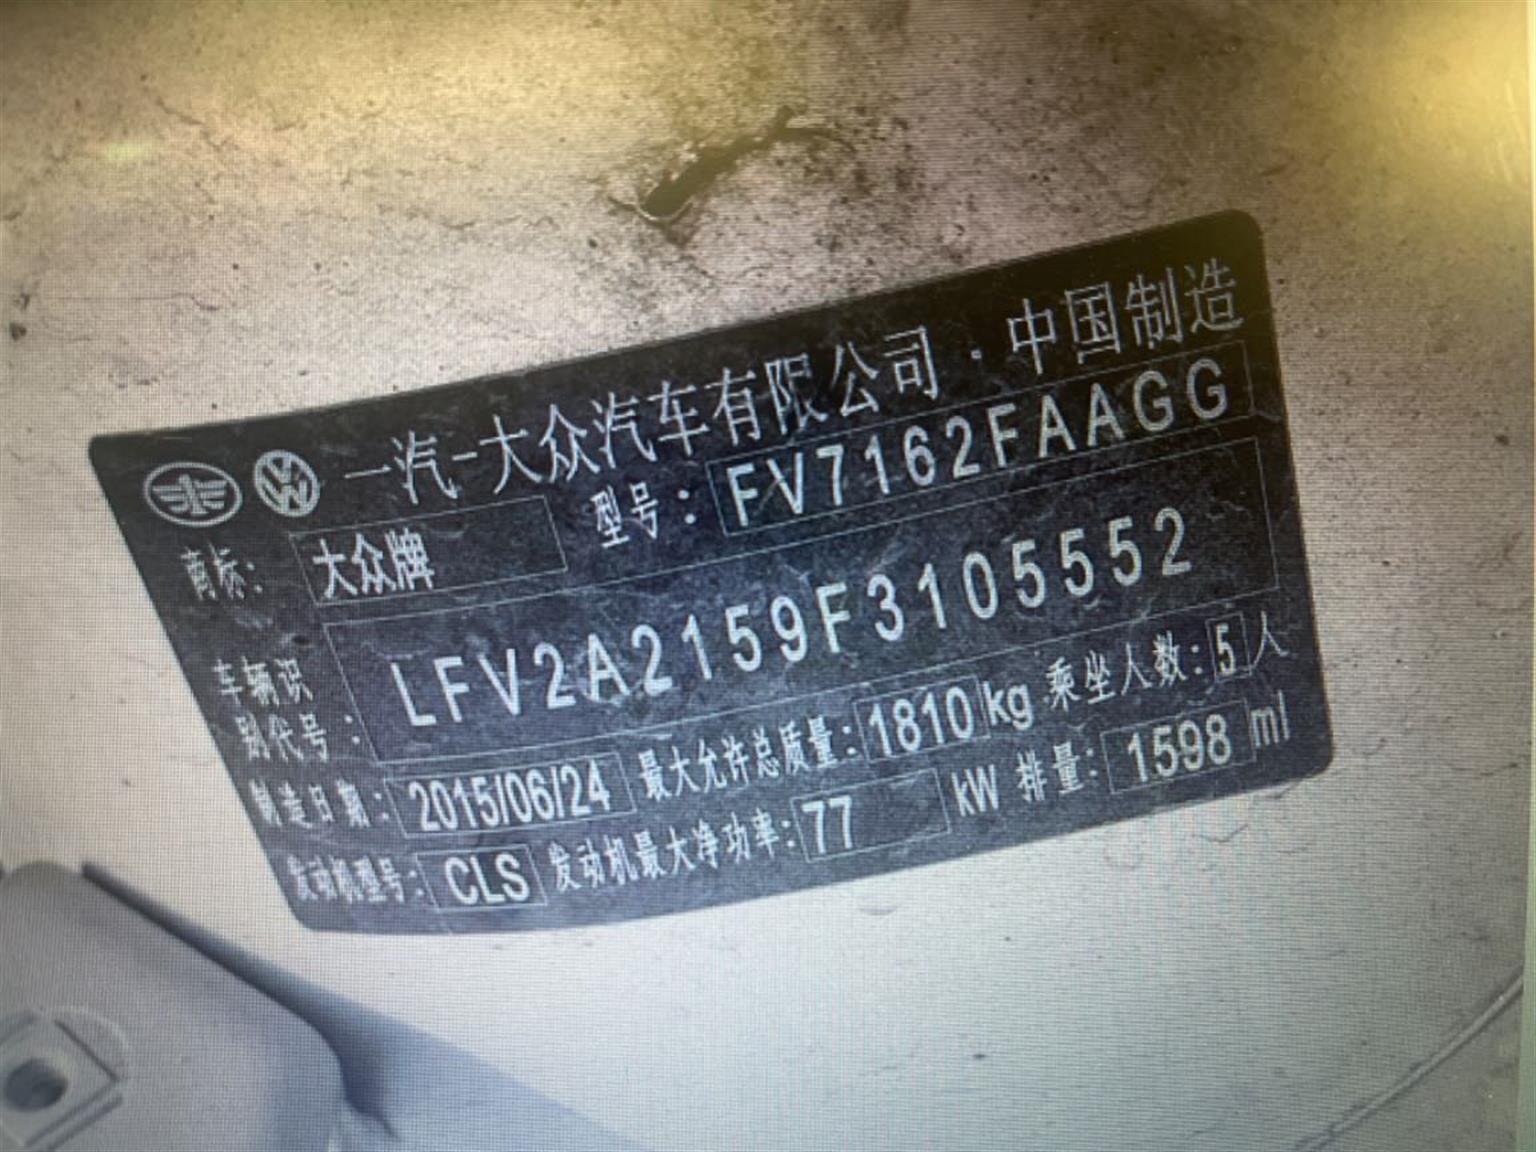 一汽-大众汽车有限公司·中国制造
商标: 大众牌 型号: FV7162FAAGG
车辆识别代号: LFV2A2159F3105552
制造日期: 2015/06/24 最大允许总质量: 1810 kg 乘坐人数: 5 人
发动机型号: CLS 发动机最大净功率: 77 kW 排量: 1598 ml